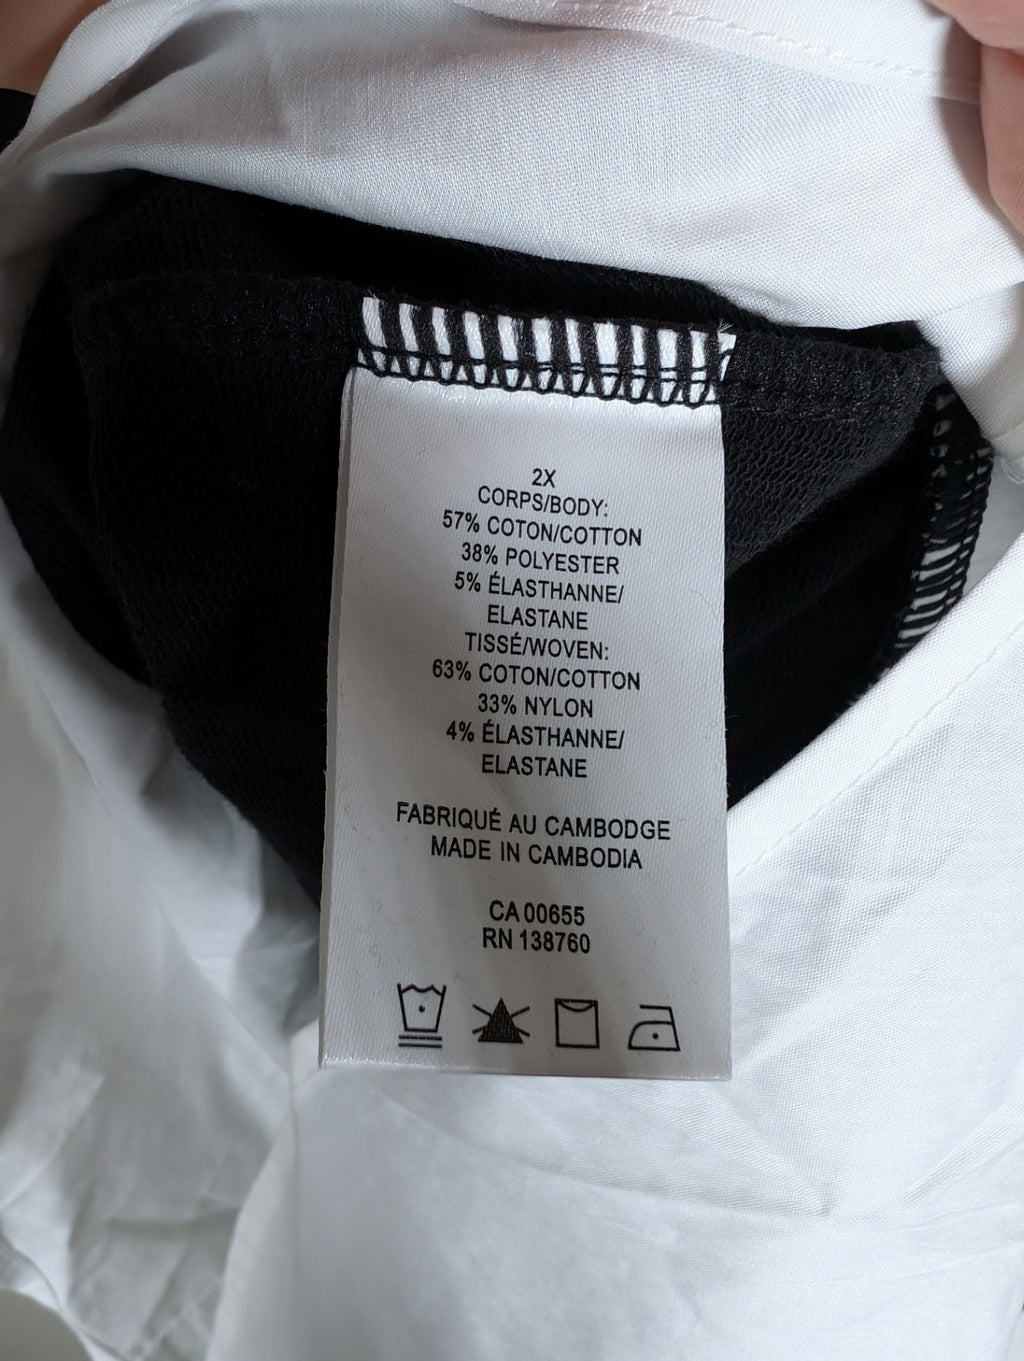 2X
CORPS/BODY:
57% COTON/COTTON
38% POLYESTER
5% ÉLASTHANNE/
ELASTANE
TISSÉ/WOVEN:
63% COTON/COTTON
33% NYLON
4% ÉLASTHANNE/
ELASTANE
FABRIQUÉ AU CAMBODGE
MADE IN CAMBODIA
CA 00655
RN 138760